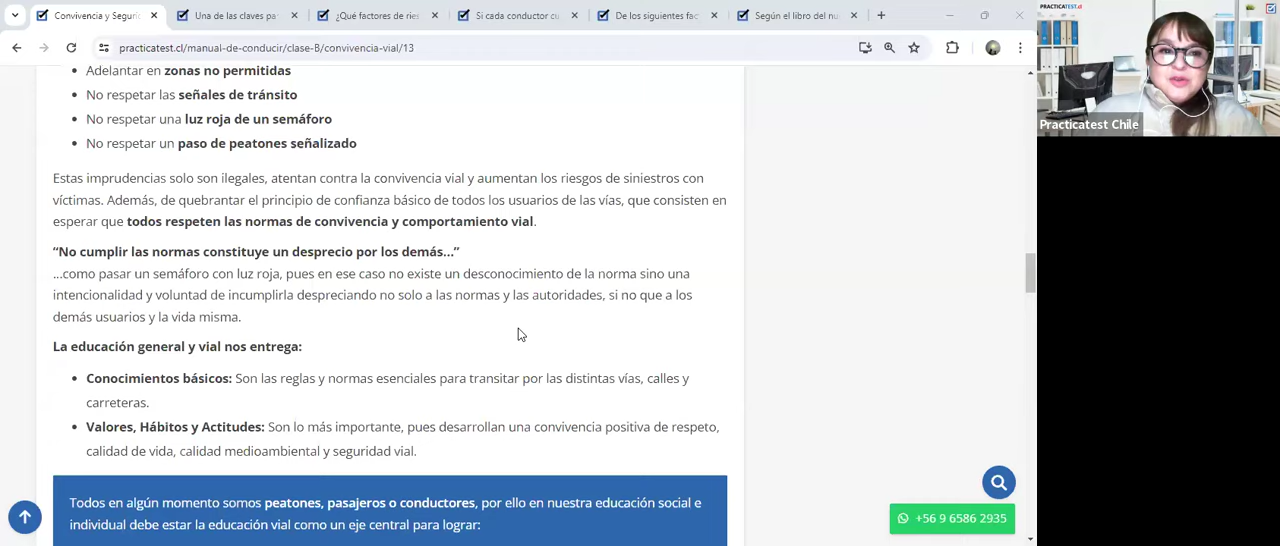 Convivencia y Segurid
Una de las claves pa
¿Qué factores de ries
Si cada conductor cu
De los siguientes fac
Según el libro del nu
practicatest.cl/manual-de-conducir/clase-B/convivencia-vial/13
PRACTICATEST.cl
Practicatest Chile
Adelantar en zonas no permitidas
No respetar las señales de tránsito
No respetar una luz roja de un semáforo
No respetar un paso de peatones señalizado
Estas imprudencias solo son ilegales, atentan contra la convivencia vial y aumentan los riesgos de siniestros con
víctimas. Además, de quebrantar el principio de confianza básico de todos los usuarios de las vías, que consisten en
esperar que todos respeten las normas de convivencia y comportamiento vial.
“No cumplir las normas constituye un desprecio por los demás...”
...como pasar un semáforo con luz roja, pues en ese caso no existe un desconocimiento de la norma sino una
intencionalidad y voluntad de incumplirla despreciando no solo a las normas y las autoridades, si no que a los
demás usuarios y la vida misma.
La educación general y vial nos entrega:
Conocimientos básicos: Son las reglas y normas esenciales para transitar por las distintas vías, calles y
carreteras.
Valores, Hábitos y Actitudes: Son lo más importante, pues desarrollan una convivencia positiva de respeto,
calidad de vida, calidad medioambiental y seguridad vial.
Todos en algún momento somos peatones, pasajeros o conductores, por ello en nuestra educación social e
individual debe estar la educación vial como un eje central para lograr:
+56 9 6586 2935